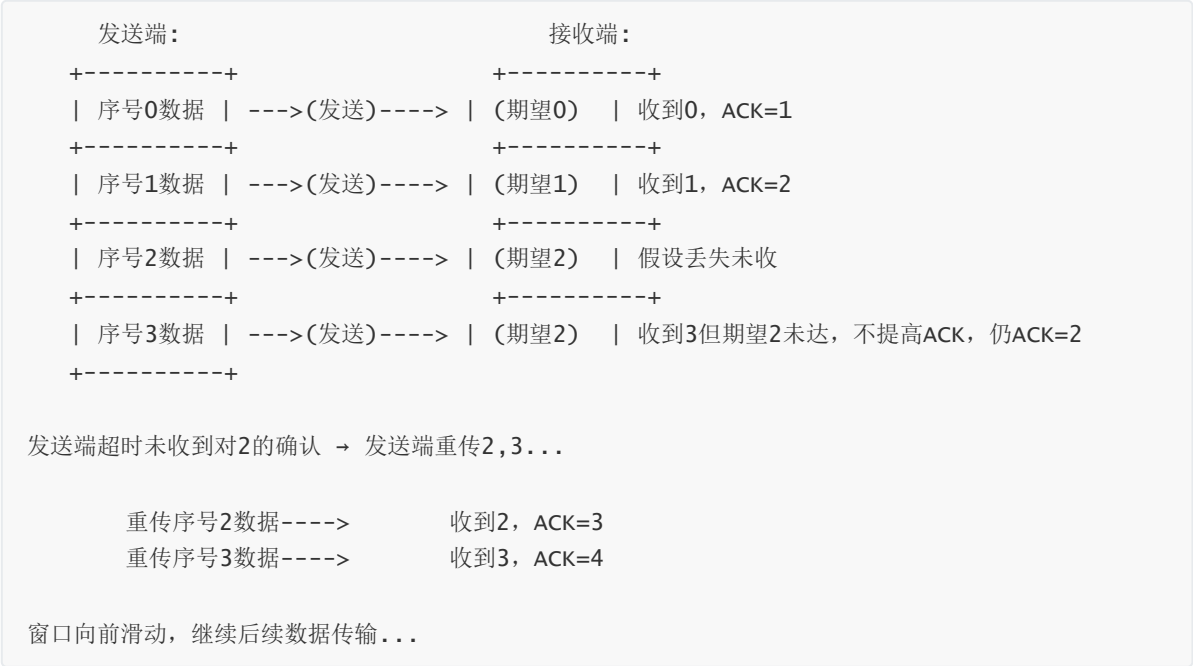 发送端:                    接收端:
+----------+                   +----------+
| 序号0数据 | --->(发送)----> | (期望0)  | 收到0，ACK=1
+----------+                   +----------+
| 序号1数据 | --->(发送)----> | (期望1)  | 收到1，ACK=2
+----------+                   +----------+
| 序号2数据 | --->(发送)----> | (期望2)  | 假设丢失未收
+----------+                   +----------+
| 序号3数据 | --->(发送)----> | (期望2)  | 收到3但期望2未达，不提高ACK，仍ACK=2
+----------+
发送端超时未收到对2的确认 → 发送端重传2,3...
重传序号2数据---->        收到2，ACK=3
重传序号3数据---->        收到3，ACK=4
窗口向前滑动，继续后续数据传输...